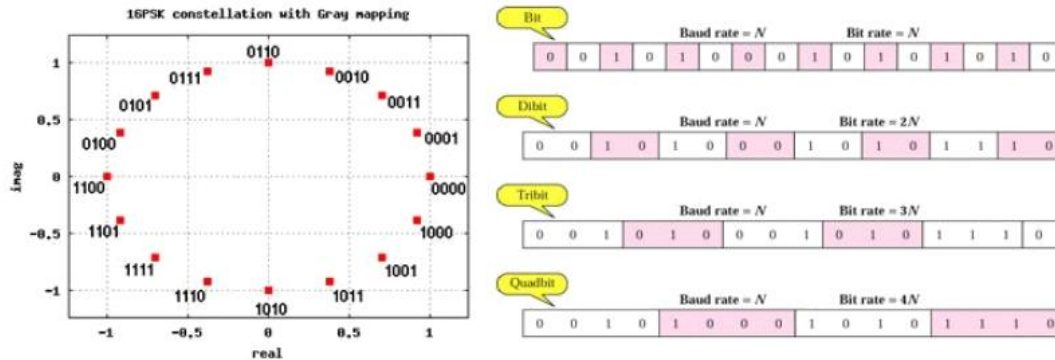 16PSK constellation with Gray mapping
0110
0111
0010
0101
0011
0100
0001
1100
0000
1101
1000
1111
1001
1110
1011
1010
1
0.5
0
-0.5
-1
imag
-1
-0.5
0
0.5
1
real
Bit
Baud rate = N Bit rate = N
0 0 1 0 1 0 0 0 1 0 1 0 1 0 1 0
Dibit
Baud rate = N Bit rate = 2N
0 0 1 0 1 0 0 0 1 0 1 0 1 1 1 0
Tribit
Baud rate = N Bit rate = 3N
0 0 1 0 1 0 0 0 1 0 1 0 1 1 1 0
Quadbit
Baud rate = N Bit rate = 4N
0 0 1 0 1 0 0 0 1 0 1 0 1 1 1 0